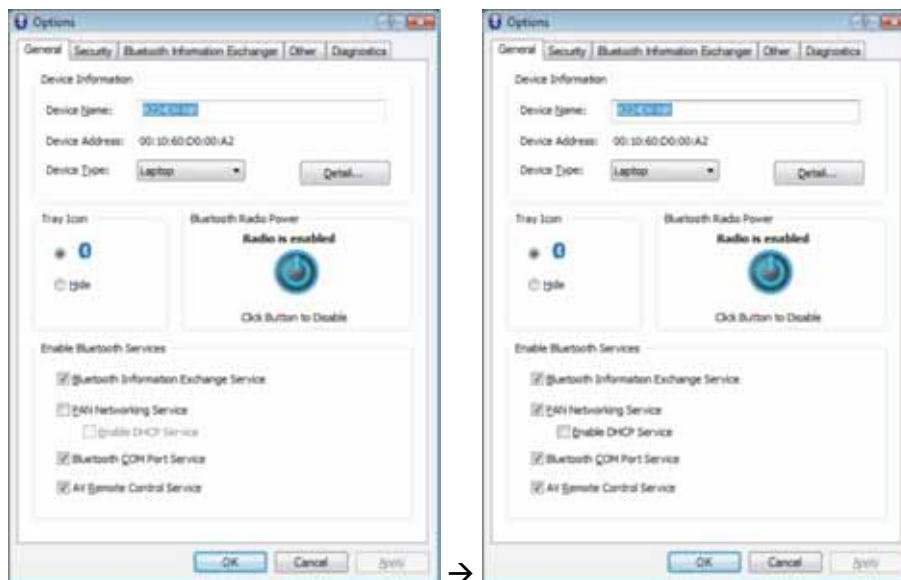 Options
General Security Bluetooth Information Exchanger Other Diagnostics
Device Information
Device Name:
Device Address: 00:10:60:D0:00:A2
Device Type: Laptop Detail...
Tray Icon
Hide
Bluetooth Radio Power
Radio is enabled
Click Button to Disable
Enable Bluetooth Services
Bluetooth Information Exchange Service
PAN Networking Service
Enable DHCP Service
Bluetooth COM Port Service
AV Remote Control Service
OK Cancel Apply
→
Options
General Security Bluetooth Information Exchanger Other Diagnostics
Device Information
Device Name:
Device Address: 00:10:60:D0:00:A2
Device Type: Laptop Detail...
Tray Icon
Hide
Bluetooth Radio Power
Radio is enabled
Click Button to Disable
Enable Bluetooth Services
Bluetooth Information Exchange Service
PAN Networking Service
Enable DHCP Service
Bluetooth COM Port Service
AV Remote Control Service
OK Cancel Apply